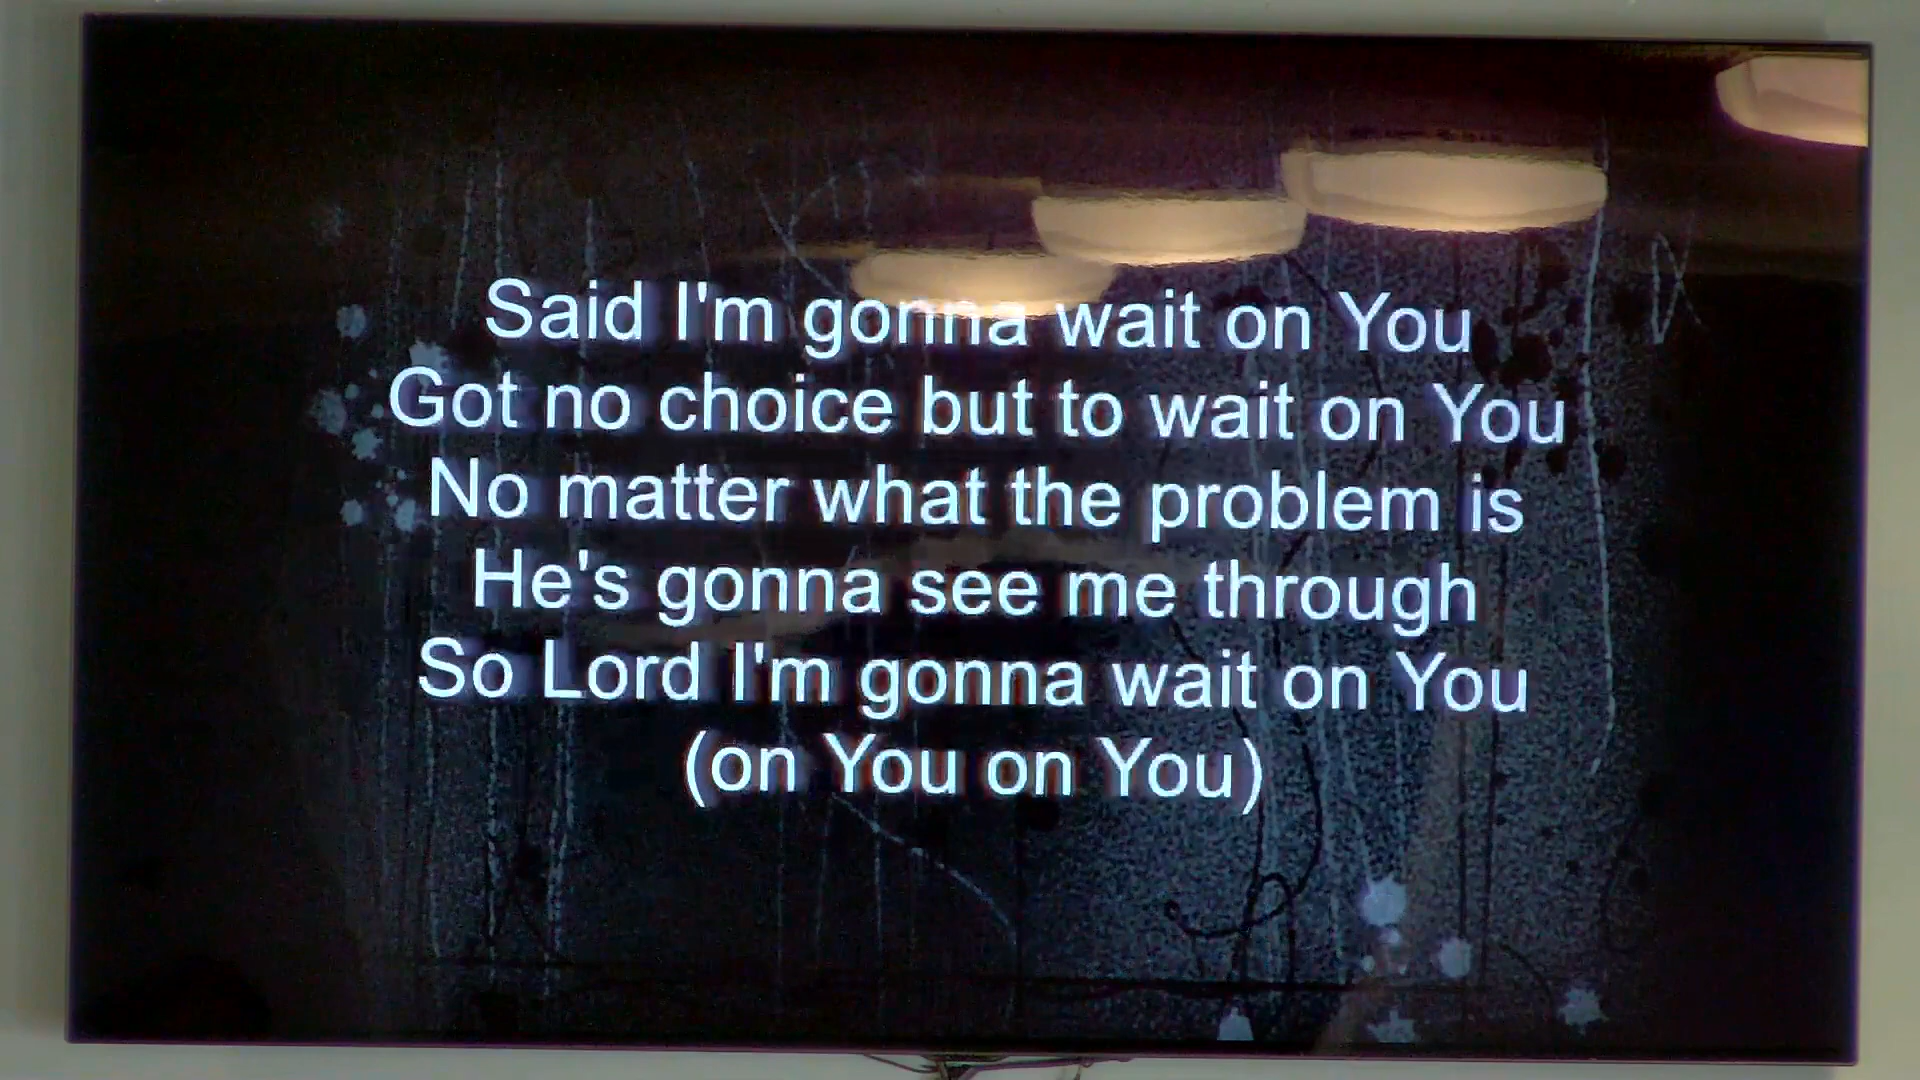 Said I'm gonna wait on You
Got no choice but to wait on You
No matter what the problem is
He's gonna see me through
So Lord I'm gonna wait on You
(on You on You)